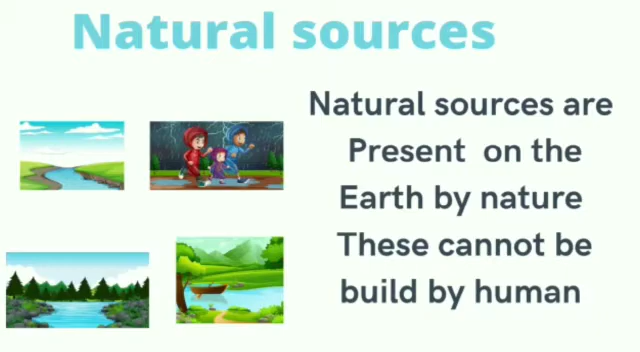 Natural sources
Natural sources are
Present on the
Earth by nature
These cannot be
build by human